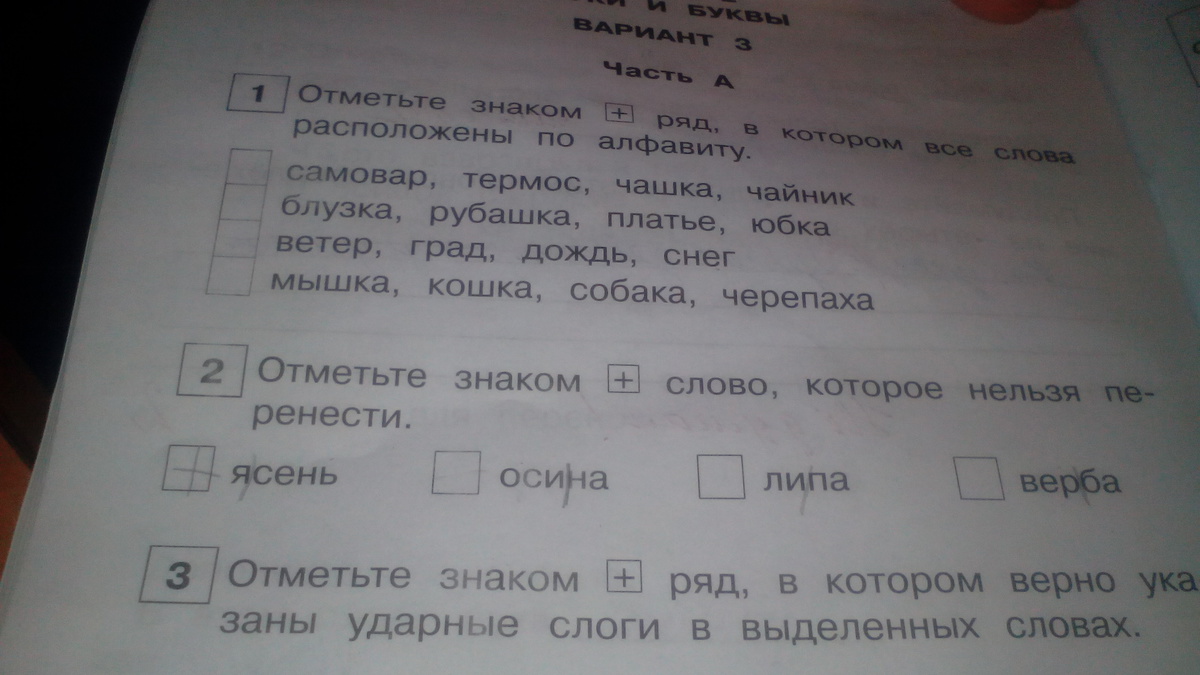 И БУКВЫ
ВАРИАНТ 3
Часть А
1 Отметьте знаком + ряд, в котором все слова
расположены по алфавиту.
самовар, термос, чашка, чайник
блузка, рубашка, платье, юбка
ветер, град, дождь, снег
мышка, кошка, собака, черепаха
2 Отметьте знаком + слово, которое нельзя пе-
ренести.
+ ясень осина липа верба
3 Отметьте знаком + ряд, в котором верно ука
заны ударные слоги в выделенных словах.